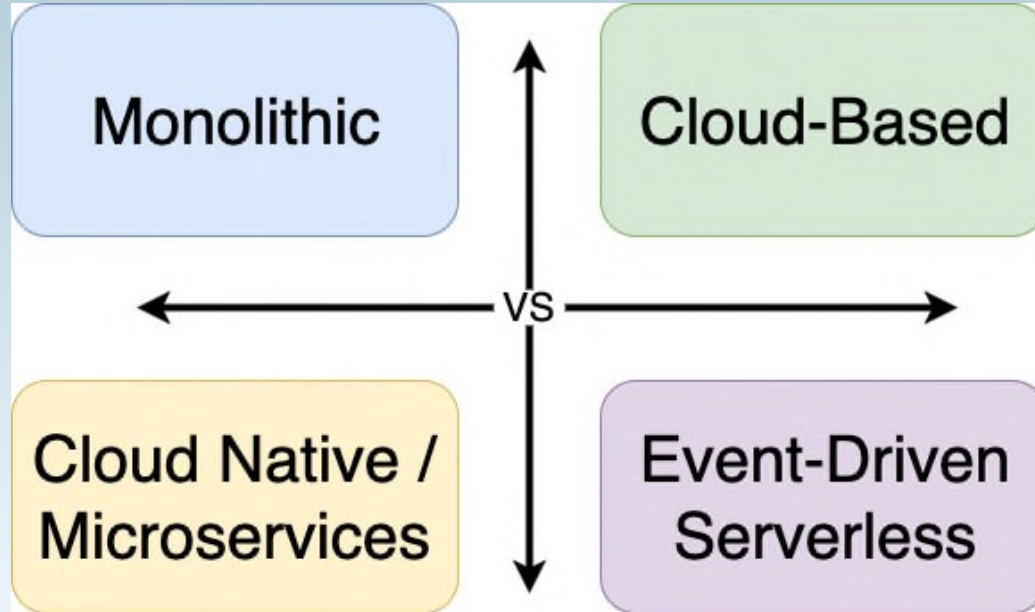 Monolithic
Cloud-Based
VS
Cloud Native /
Microservices
Event-Driven
Serverless